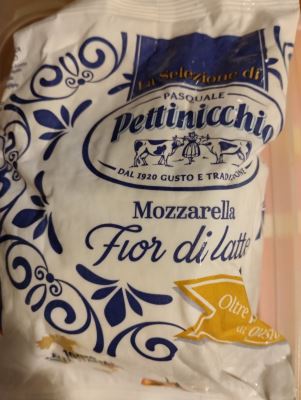 La Selezione di
PASQUALE
Pettinicchio
DAL 1920 GUSTO E TRADIZIONE
Mozzarella
Fior di latte
Oltre